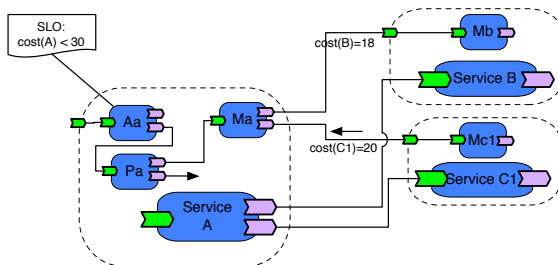 SLO:
cost(A) < 30
cost(B)=18
Mb
Service B
Aa
Ma
cost(C1)=20
Mc1
Pa
Service C1
Service
A